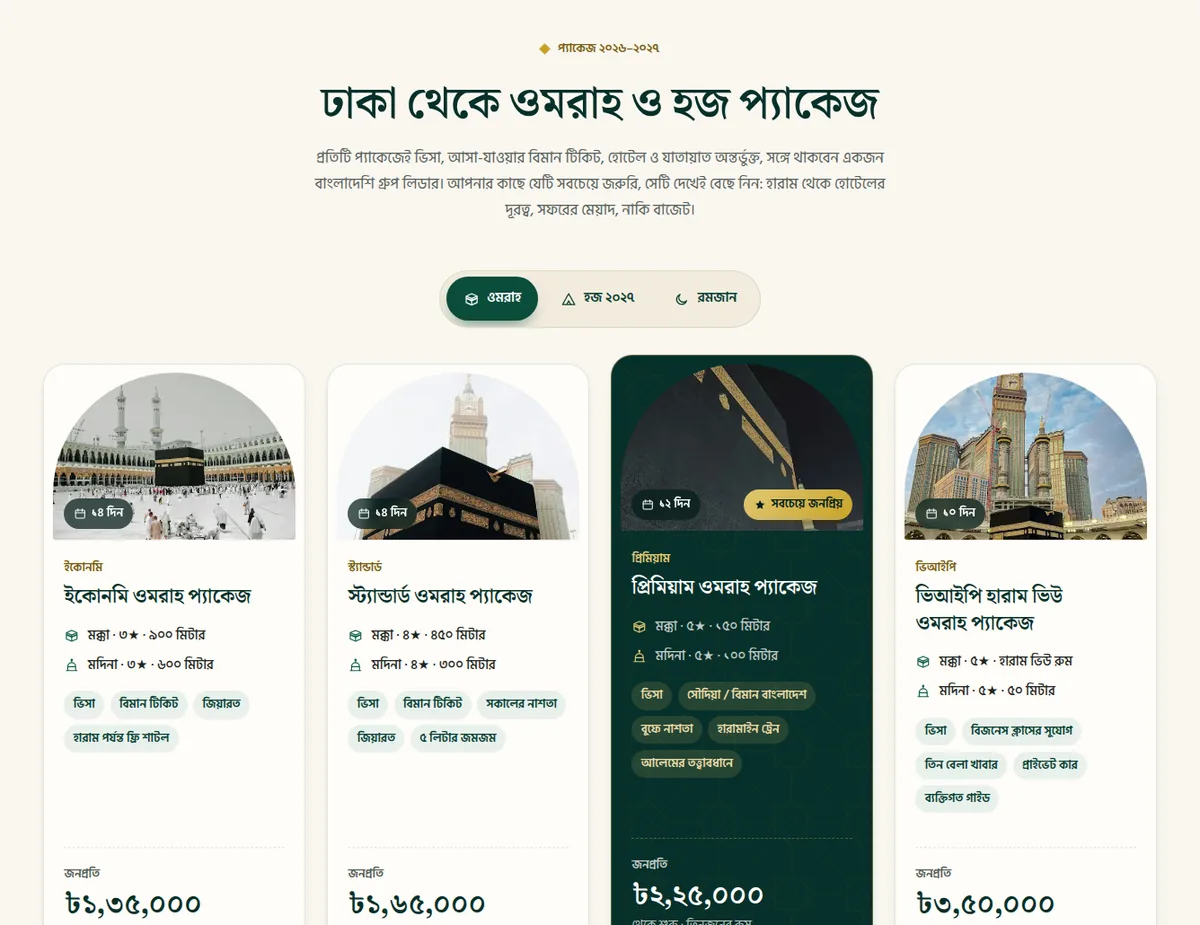 প্যাকেজ ২০২৬–২০২৭
ঢাকা থেকে ওমরাহ ও হজ প্যাকেজ
প্রতিটি প্যাকেজেই ভিসা, আসা-যাওয়ার বিমান টিকিট, হোটেল ও যাতায়াত অন্তর্ভুক্ত, সঙ্গে থাকবেন একজন
বাংলাদেশি গ্রুপ লিডার। আপনার কাছে যেটি সবচেয়ে জরুরি, সেটি দেখেই বেছে নিন: হারাম থেকে হোটেলের
দূরত্ব, সফরের মেয়াদ, নাকি বাজেট।
ওমরাহ
হজ ২০২৭
রমজান
১৪ দিন
ইকোনমি
ইকোনমি ওমরাহ প্যাকেজ
মক্কা · ৩★ · ৯০০ মিটার
মদিনা · ৩★ · ৬০০ মিটার
ভিসা
বিমান টিকিট
জিয়ারত
হারাম পর্যন্ত ফ্রি শাটল
জনপ্রতি
৳১,৩৫,০০০
১৪ দিন
স্ট্যান্ডার্ড
স্ট্যান্ডার্ড ওমরাহ প্যাকেজ
মক্কা · ৪★ · ৪৫০ মিটার
মদিনা · ৪★ · ৩০০ মিটার
ভিসা
বিমান টিকিট
সকালের নাশতা
জিয়ারত
৫ লিটার জমজম
জনপ্রতি
৳১,৬৫,০০০
১২ দিন
★ সবচেয়ে জনপ্রিয়
প্রিমিয়াম
প্রিমিয়াম ওমরাহ প্যাকেজ
মক্কা · ৫★ · ১৫০ মিটার
মদিনা · ৫★ · ১০০ মিটার
ভিসা
সৌদিয়া / বিমান বাংলাদেশ
বুফে নাশতা
হারামাইন ট্রেন
আলেমের তত্ত্বাবধানে
জনপ্রতি
৳২,২৫,০০০
থেকে শুরু · তিনজনের রুম
১০ দিন
ভিআইপি
ভিআইপি হারাম ভিউ
ওমরাহ প্যাকেজ
মক্কা · ৫★ · হারাম ভিউ রুম
মদিনা · ৫★ · ৫০ মিটার
ভিসা
বিজনেস ক্লাসের সুযোগ
তিন বেলা খাবার
প্রাইভেট কার
ব্যক্তিগত গাইড
জনপ্রতি
৳৩,৫০,০০০